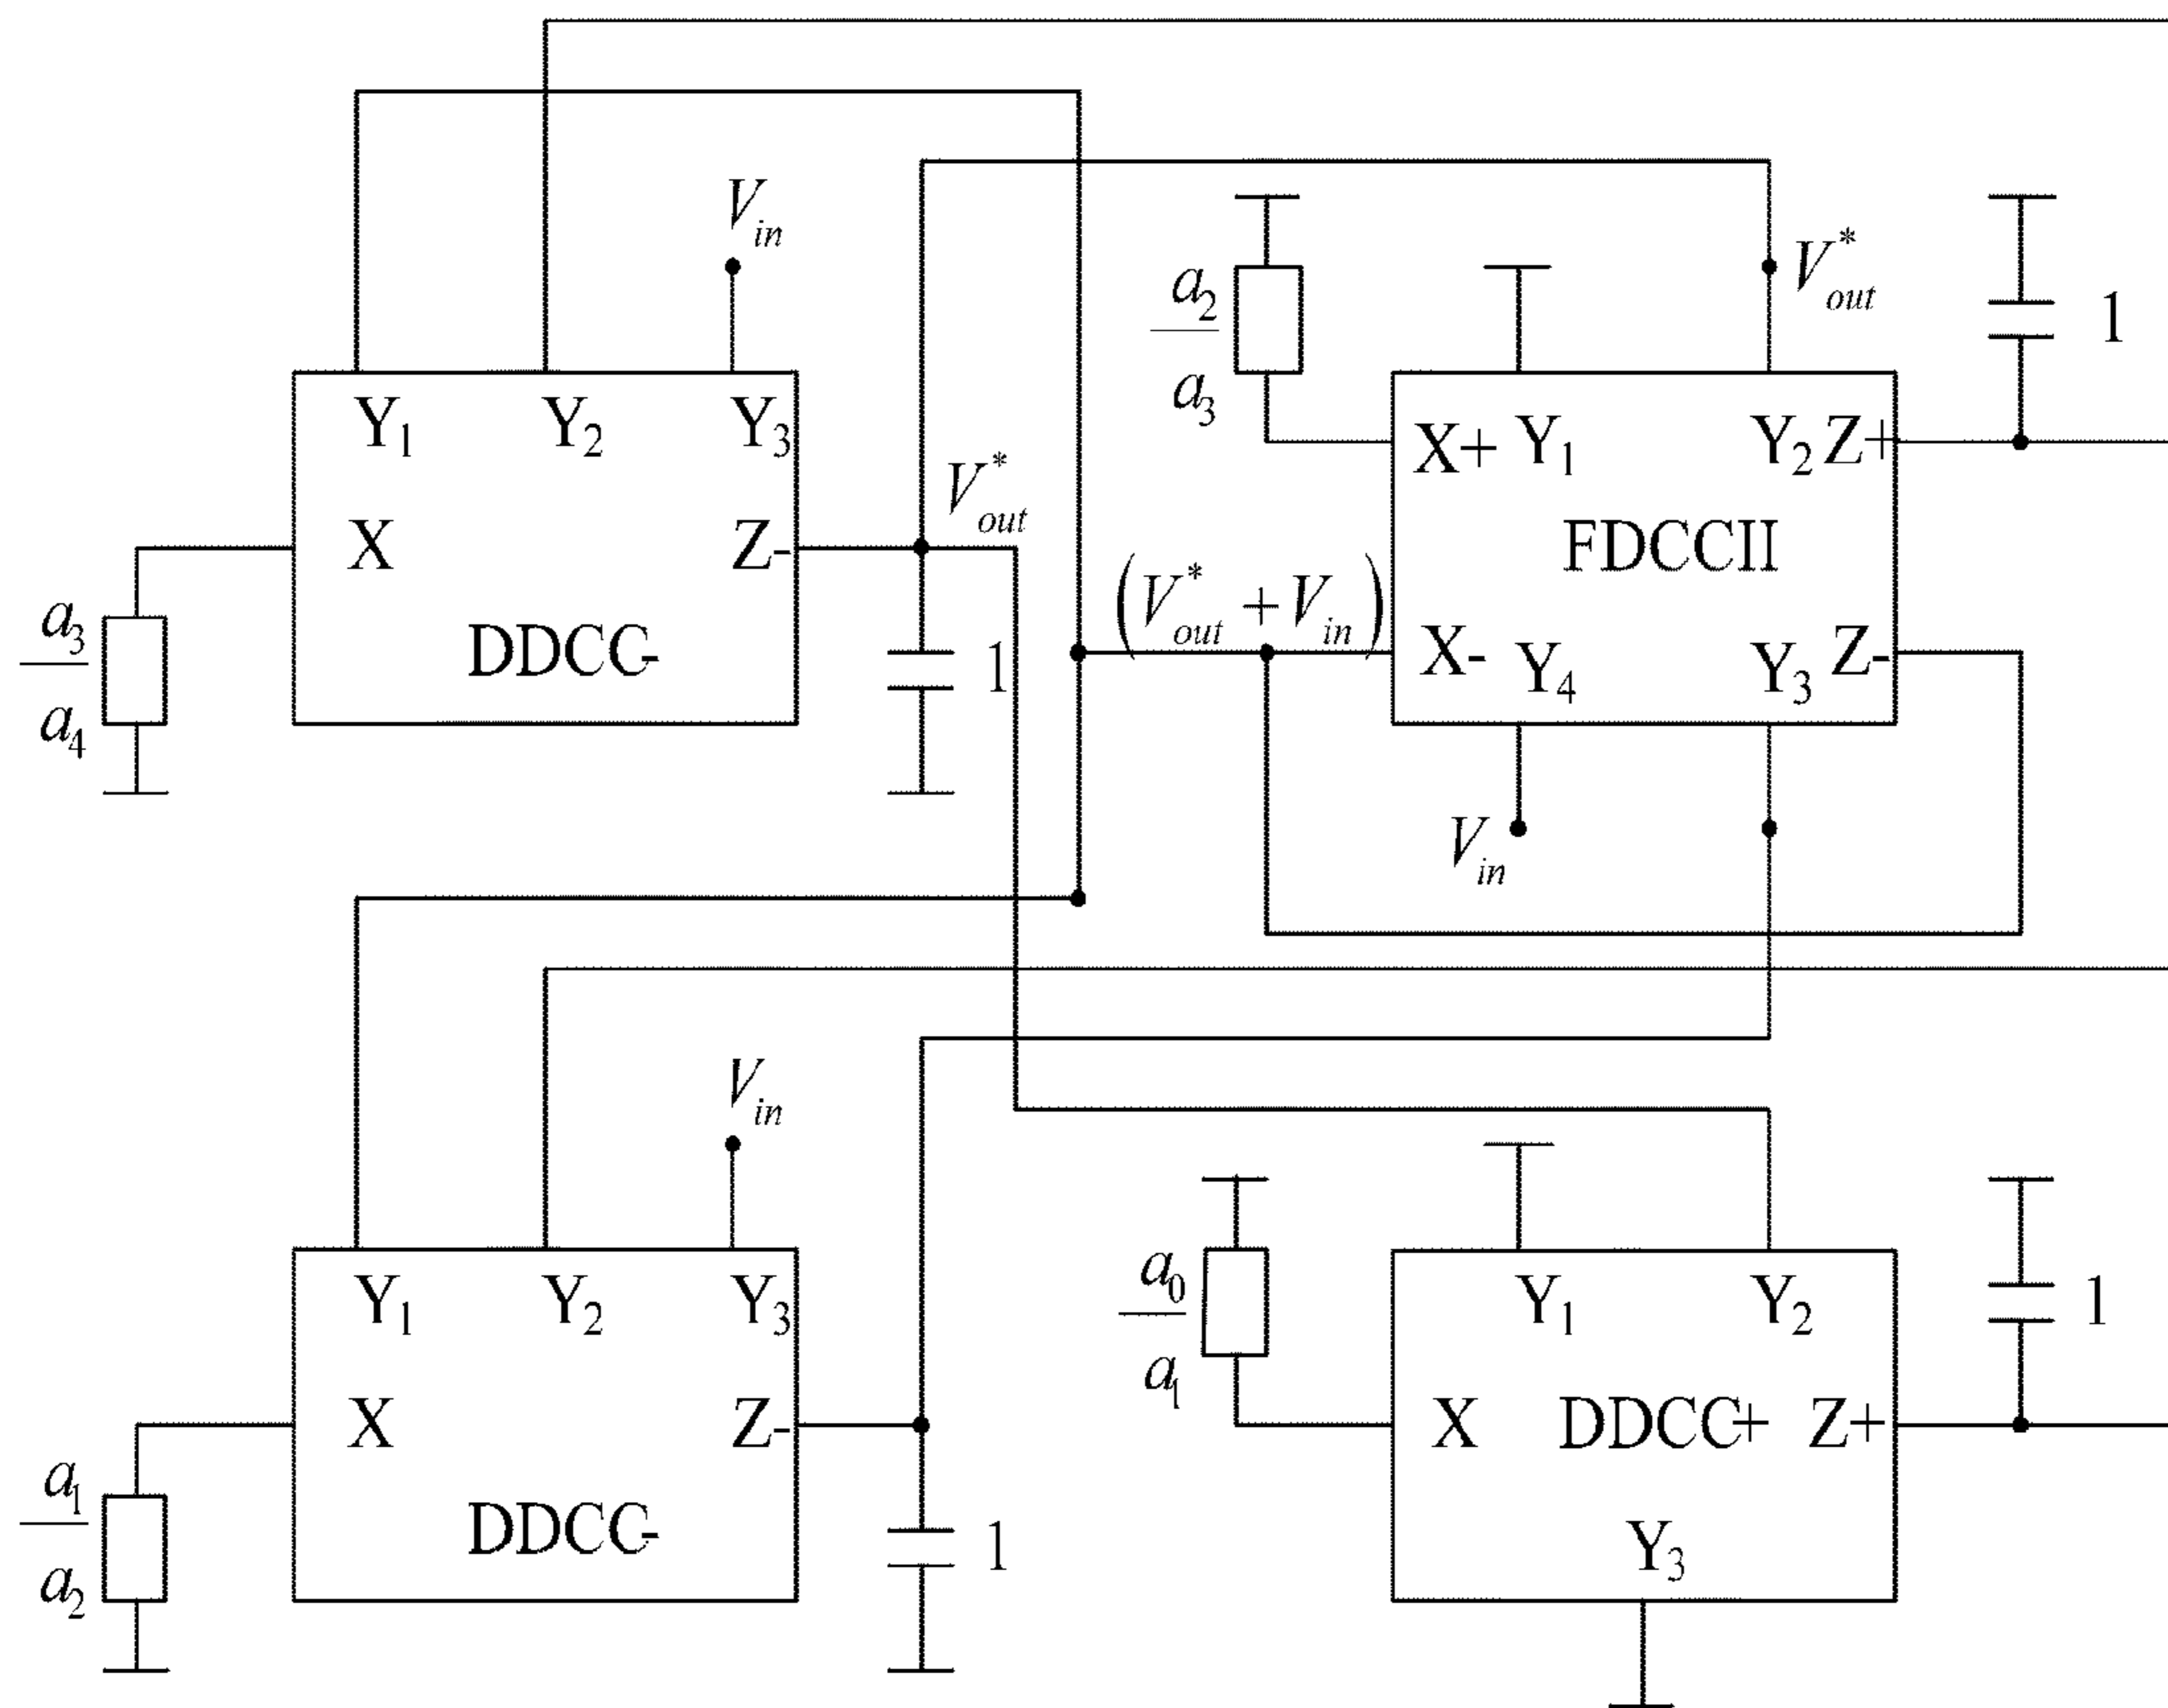 V_in
Y_1 Y_2 Y_3
X Z-
DDCC-
a_3
a_4
V*_out
1
(V*_out + V_in)
a_2
a_3
V*_out
1
X+ Y_1 Y_2 Z+
FDCCII
X- Y_4 Y_3 Z-
V_in
V_in
Y_1 Y_2 Y_3
X Z-
DDCC-
a_1
a_2
1
a_0
a_1
1
Y_1 Y_2
X DDCC+ Z+
Y_3